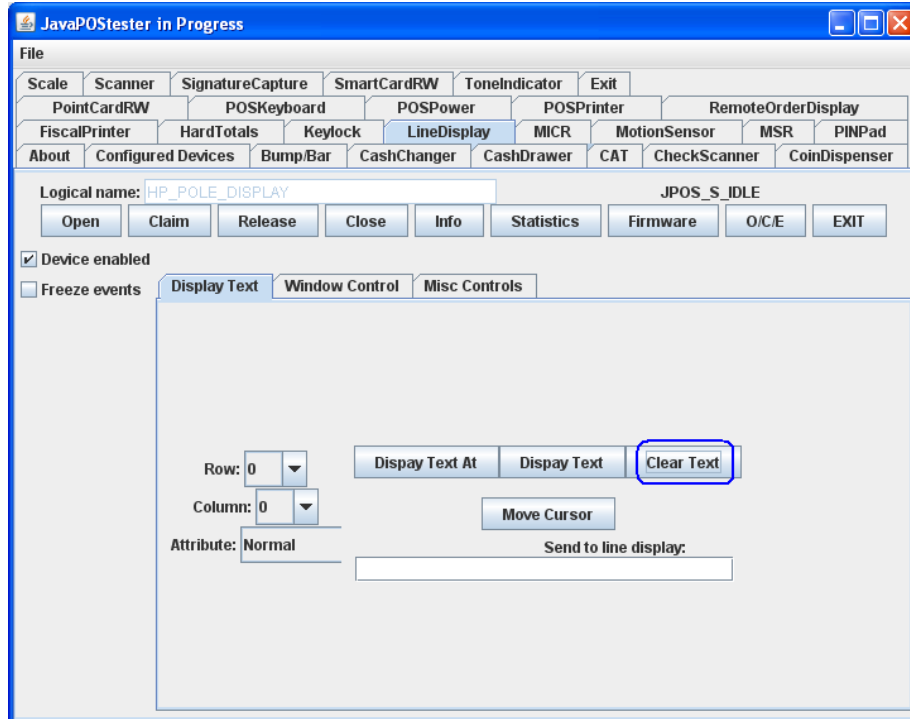 JavaPOStester in Progress
File
Scale Scanner SignatureCapture SmartCardRW ToneIndicator Exit
PointCardRW POSKeyboard POSPower POSPrinter RemoteOrderDisplay
FiscalPrinter HardTotals Keylock LineDisplay MICR MotionSensor MSR PINPad
About Configured Devices Bump/Bar CashChanger CashDrawer CAT CheckScanner CoinDispenser
Logical name: HP_POLE_DISPLAY JPOS_S_IDLE
Open Claim Release Close Info Statistics Firmware O/C/E EXIT
Device enabled
Freeze events
Display Text Window Control Misc Controls
Row: 0 Dispay Text At Dispay Text Clear Text
Column: 0 Move Cursor
Attribute: Normal Send to line display: